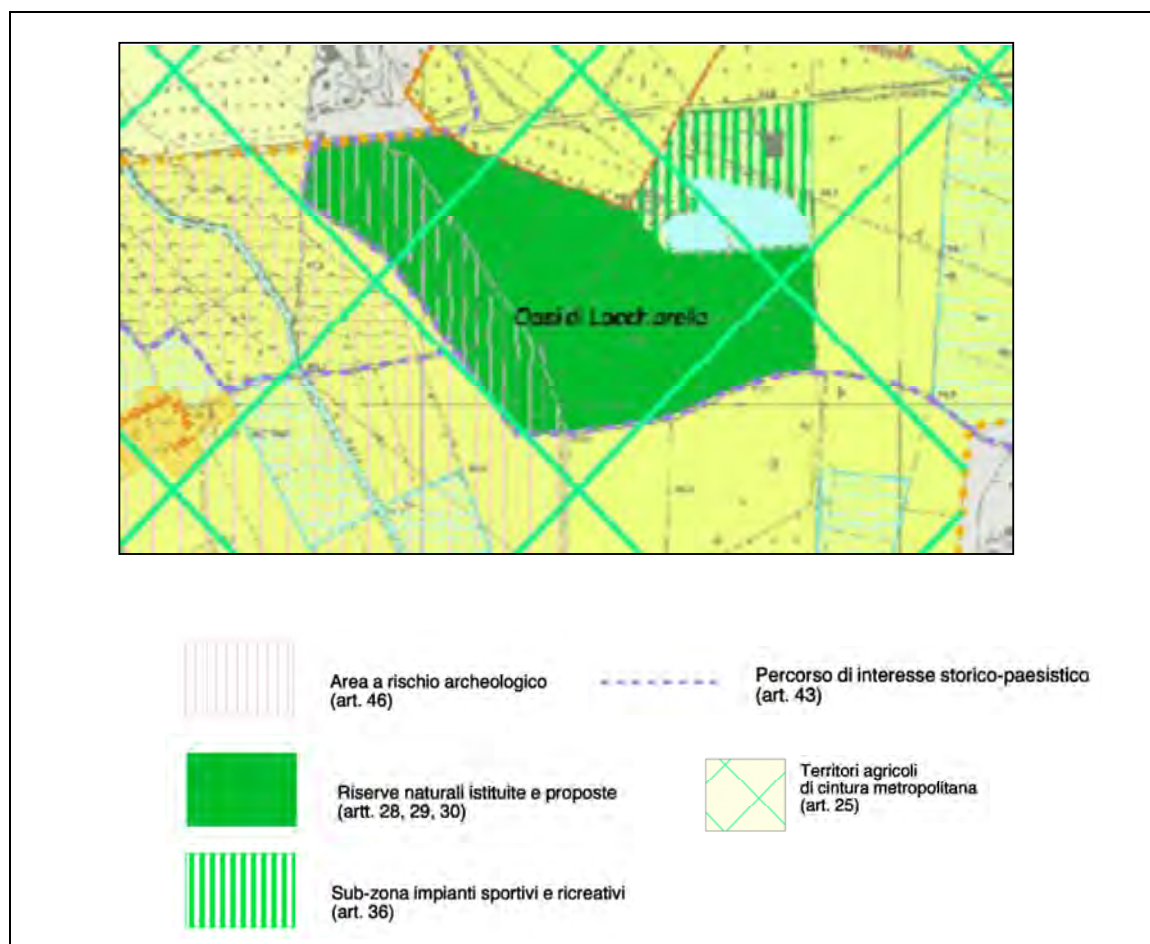 Oasi di Lacchiarella
Area a rischio archeologico
(art. 46)
Percorso di interesse storico-paesistico
(art. 43)
Riserve naturali istituite e proposte
(artt. 28, 29, 30)
Territori agricoli
di cintura metropolitana
(art. 25)
Sub-zona impianti sportivi e ricreativi
(art. 36)